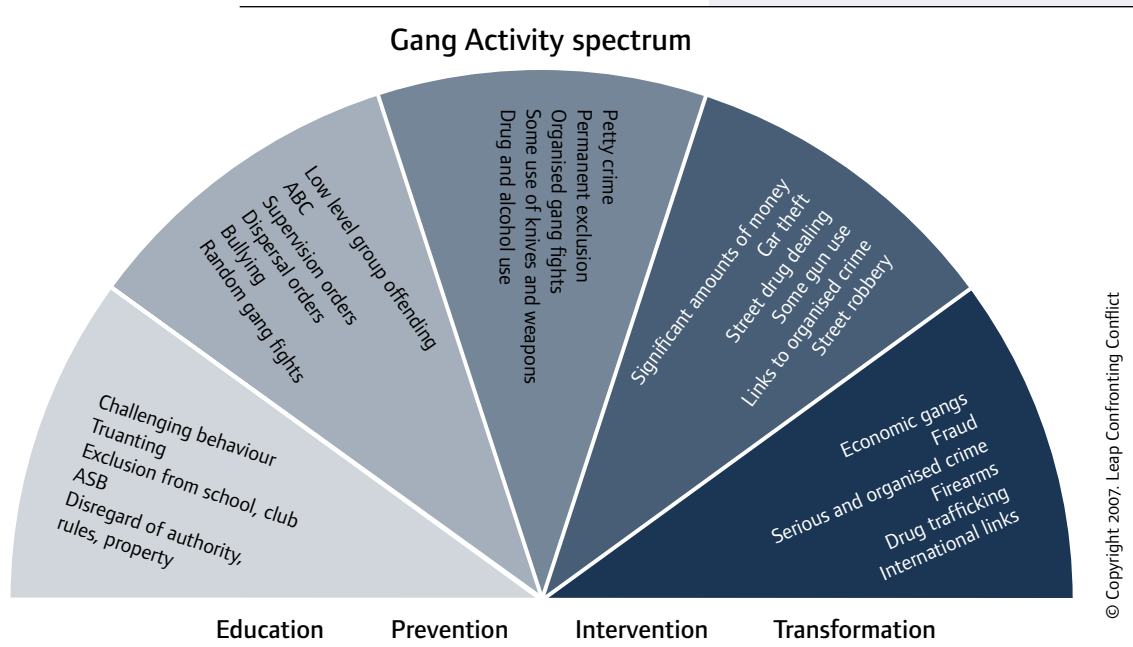 Gang Activity spectrum
Challenging behaviour
Truanting
Exclusion from school, club
ASB
Disregard of authority,
rules, property
Low level group offending
ABC
Supervision orders
Dispersal orders
Bullying
Random gang fights
Petty crime
Permanent exclusion
Organised gang fights
Some use of knives and weapons
Drug and alcohol use
Significant amounts of money
Car theft
Street drug dealing
Some gun use
Links to organised crime
Street robbery
Economic gangs
Fraud
Serious and organised crime
Firearms
Drug trafficking
International links
Education
Prevention
Intervention
Transformation
© Copyright 2007. Leap Confronting Conflict